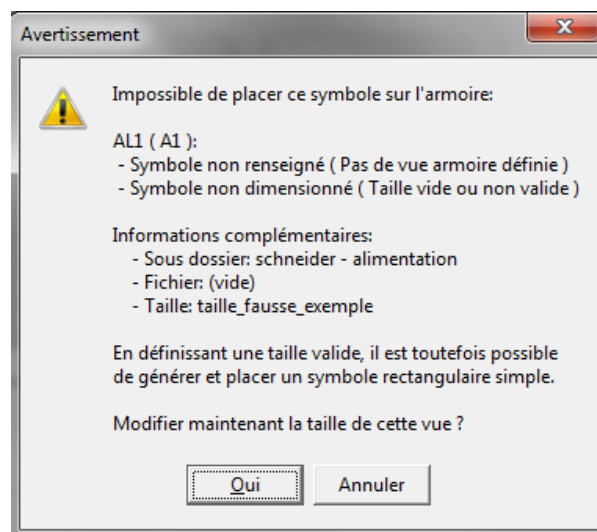 Avertissement
Impossible de placer ce symbole sur l'armoire:
AL1 ( A1 ):
- Symbole non renseigné ( Pas de vue armoire définie )
- Symbole non dimensionné ( Taille vide ou non valide )
Informations complémentaires:
- Sous dossier: schneider - alimentation
- Fichier: (vide)
- Taille: taille_fausse_exemple
En définissant une taille valide, il est toutefois possible
de générer et placer un symbole rectangulaire simple.
Modifier maintenant la taille de cette vue ?
Oui
Annuler